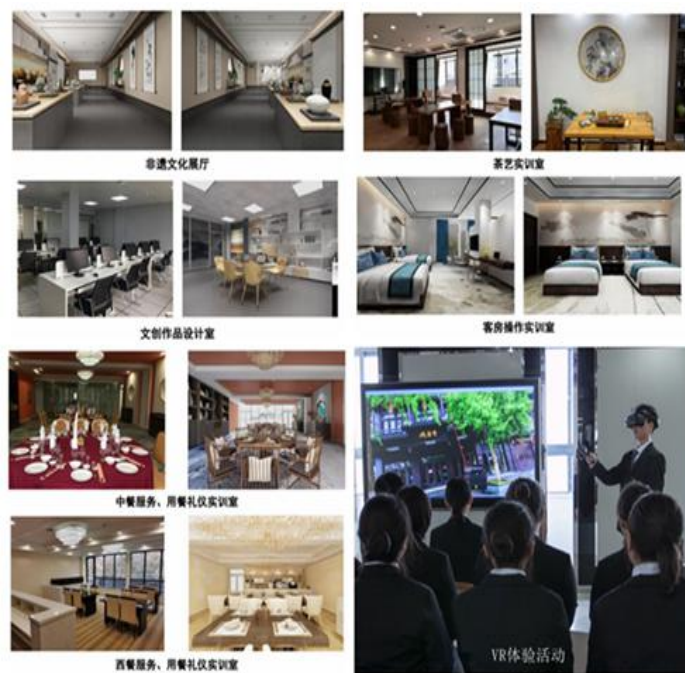 非遗文化展厅
茶艺实训室
文创作品设计室
客房操作实训室
中餐服务、用餐礼仪实训室
西餐服务、用餐礼仪实训室
VR体验活动